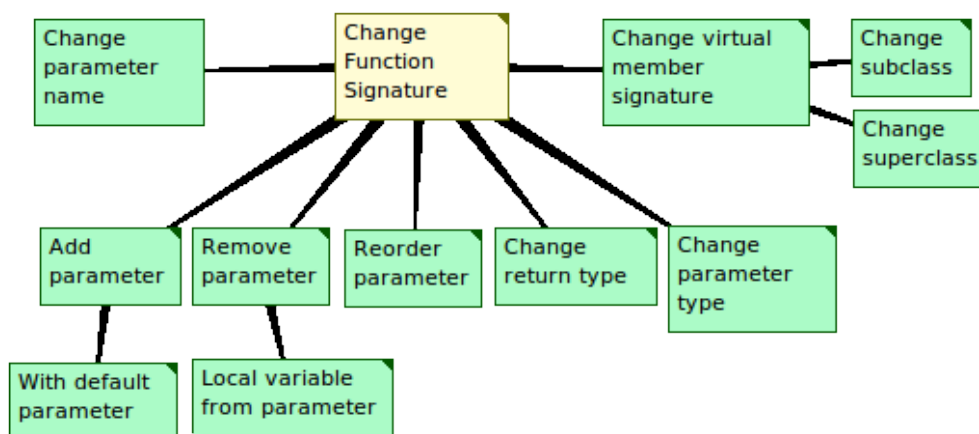 Change
parameter
name
Change
Function
Signature
Change virtual
member
signature
Change
subclass
Change
superclass
Add
parameter
Remove
parameter
Reorder
parameter
Change
return type
Change
parameter
type
With default
parameter
Local variable
from parameter